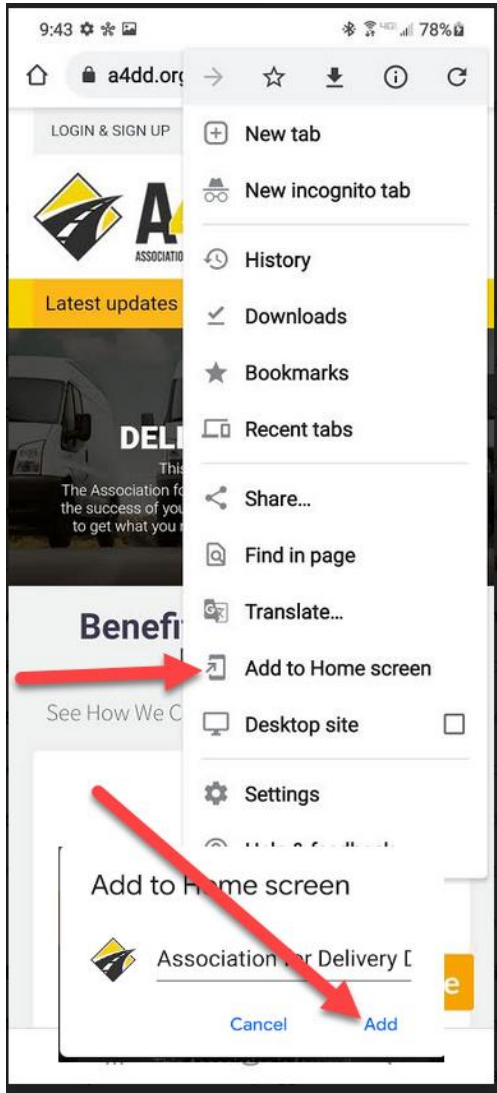 9:43 78%
a4dd.org
LOGIN & SIGN UP
New tab
New incognito tab
A4
ASSOCIATIO
History
Latest updates
Downloads
Bookmarks
Recent tabs
DELI
This
The Association fo
the success of you
to get what you
Share...
Find in page
Translate...
Benefi
Add to Home screen
See How We C
Desktop site
Settings
Add to Home screen
Association for Delivery D
e
Cancel Add